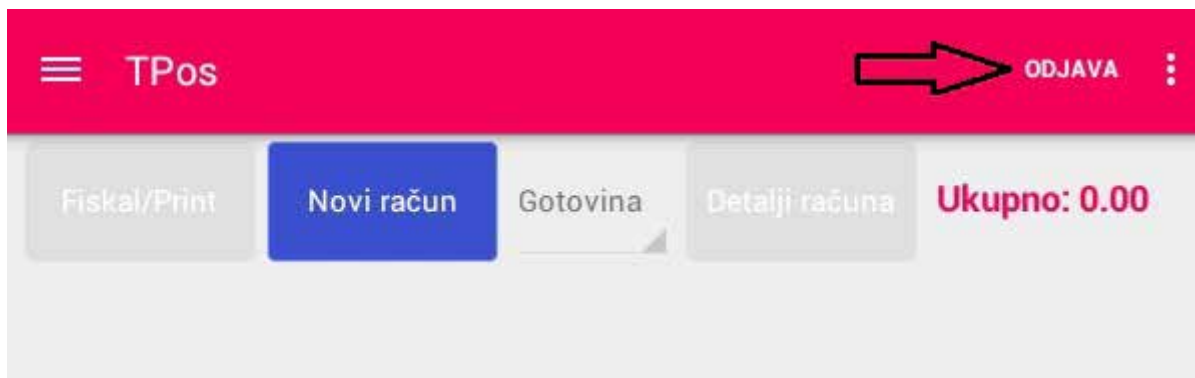 TPos ODJAVA
Fiskal/Print Novi račun Gotovina Detalji računa Ukupno: 0.00